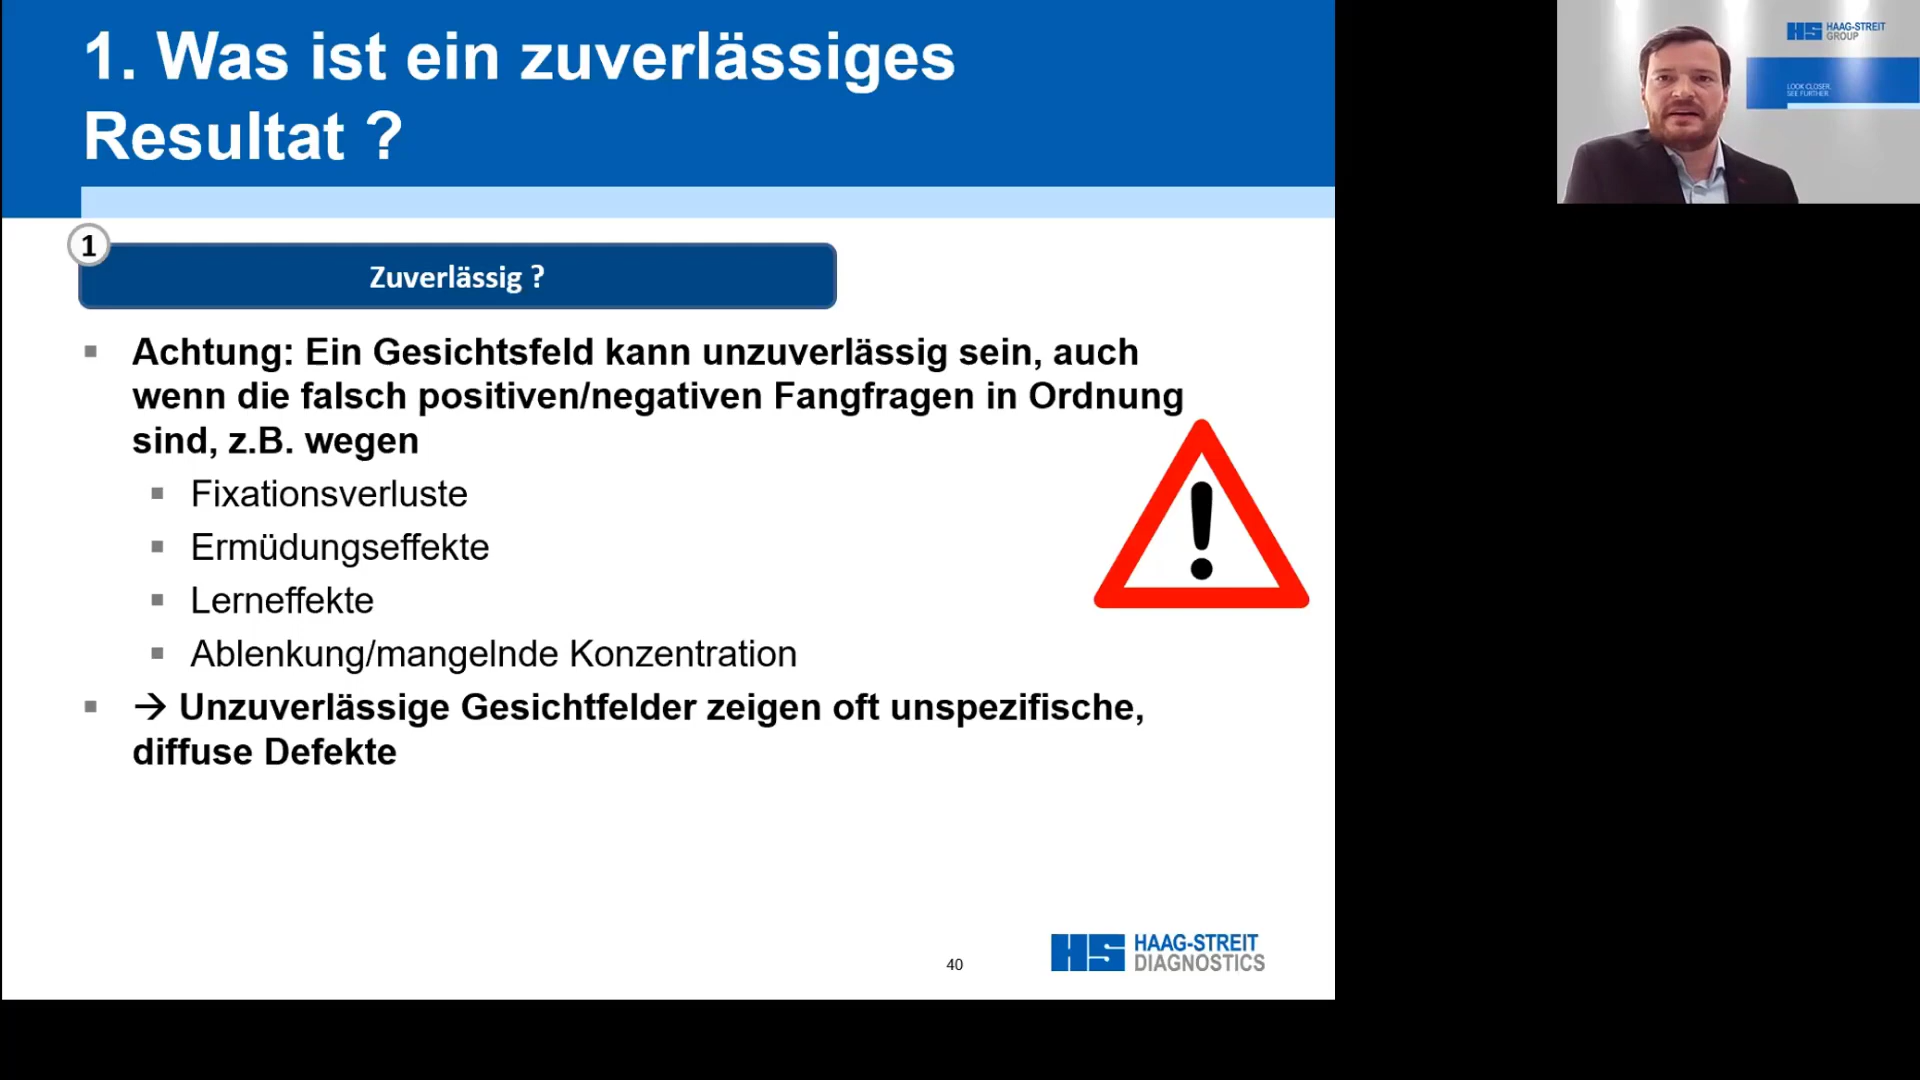 1. Was ist ein zuverlässiges
Resultat ?
1
Zuverlässig ?
Achtung: Ein Gesichtsfeld kann unzuverlässig sein, auch
wenn die falsch positiven/negativen Fangfragen in Ordnung
sind, z.B. wegen
Fixationsverluste
Ermüdungseffekte
Lerneffekte
Ablenkung/mangelnde Konzentration
→ Unzuverlässige Gesichtfelder zeigen oft unspezifische,
diffuse Defekte
40
HS HAAG-STREIT
DIAGNOSTICS
HS HAAG-STREIT
GROUP
LOOK CLOSER.
SEE FURTHER.